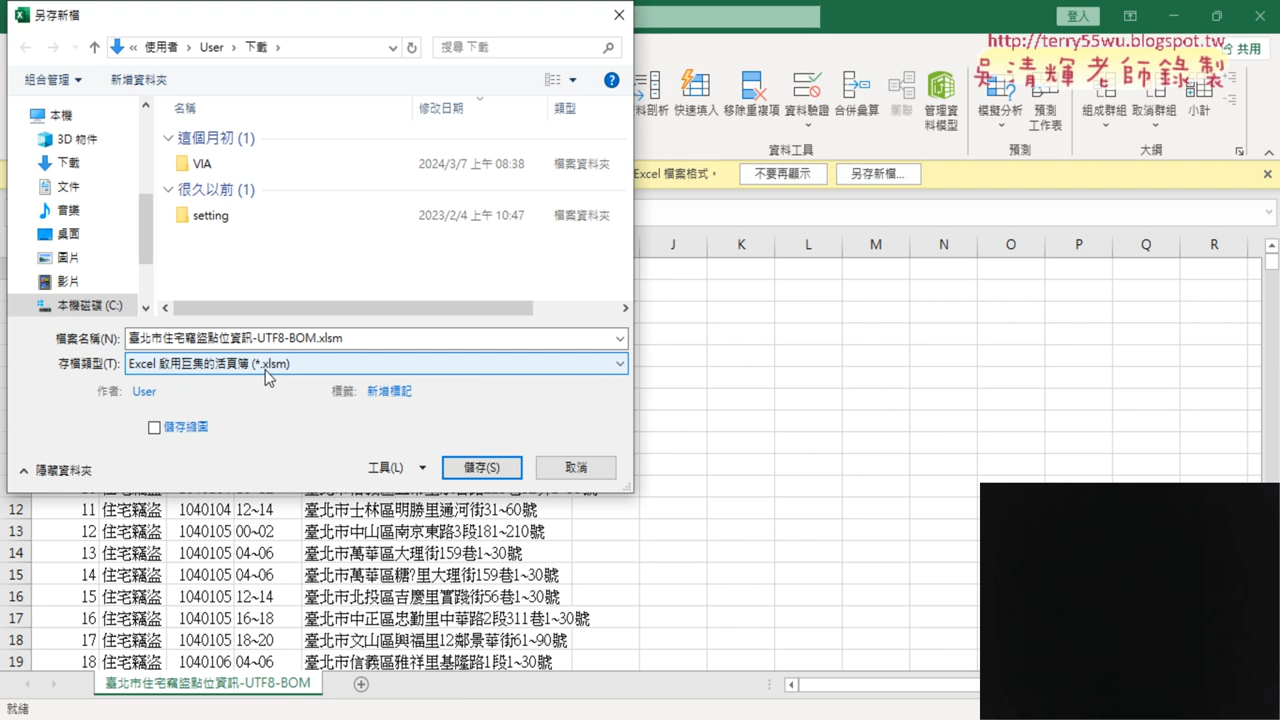 另存新檔
登入
http://terry55wu.blogspot.tw
共用
吳清輝老師錄製
« 使用者 › User › 下載 ›
搜尋 下載
組合管理 新增資料夾
名稱 修改日期 類型
本機
3D 物件
下載
文件
音樂
桌面
圖片
影片
本機磁碟 (C:)
這個月初 (1)
VIA 2024/3/7 上午 08:38 檔案資料夾
很久以前 (1)
setting 2023/2/4 上午 10:47 檔案資料夾
快速填入 移除重複項 資料驗證 合併彙算 關聯 管理資料模型
資料工具
模擬分析 預測工作表
預測
組成群組 取消群組 小計
大綱
Excel 檔案格式。 不要再顯示 另存新檔...
檔案名稱(N): 臺北市住宅竊盜點位資訊-UTF8-BOM.xlsm
存檔類型(T): Excel 啟用巨集的活頁簿 (*.xlsm)
作者: User 標籤: 新增標記
儲存縮圖
隱藏資料夾 工具(L) 儲存(S) 取消
J K L M N O P Q R
12 11 住宅竊盜 1040104 12~14 臺北市士林區明勝里通河街31~60號
13 12 住宅竊盜 1040105 00~02 臺北市中山區南京東路3段181~210號
14 13 住宅竊盜 1040105 04~06 臺北市萬華區大理街159巷1~30號
15 14 住宅竊盜 1040105 04~06 臺北市萬華區糖?里大理街159巷1~30號
16 15 住宅竊盜 1040105 12~14 臺北市北投區吉慶里實踐街56巷1~30號
17 16 住宅竊盜 1040105 16~18 臺北市中正區忠勤里中華路2段311巷1~30號
18 17 住宅竊盜 1040105 18~20 臺北市文山區興福里12鄰景華街61~90號
19 18 住宅竊盜 1040106 04~06 臺北市信義區雅祥里基隆路1段1~30號
臺北市住宅竊盜點位資訊-UTF8-BOM
就緒